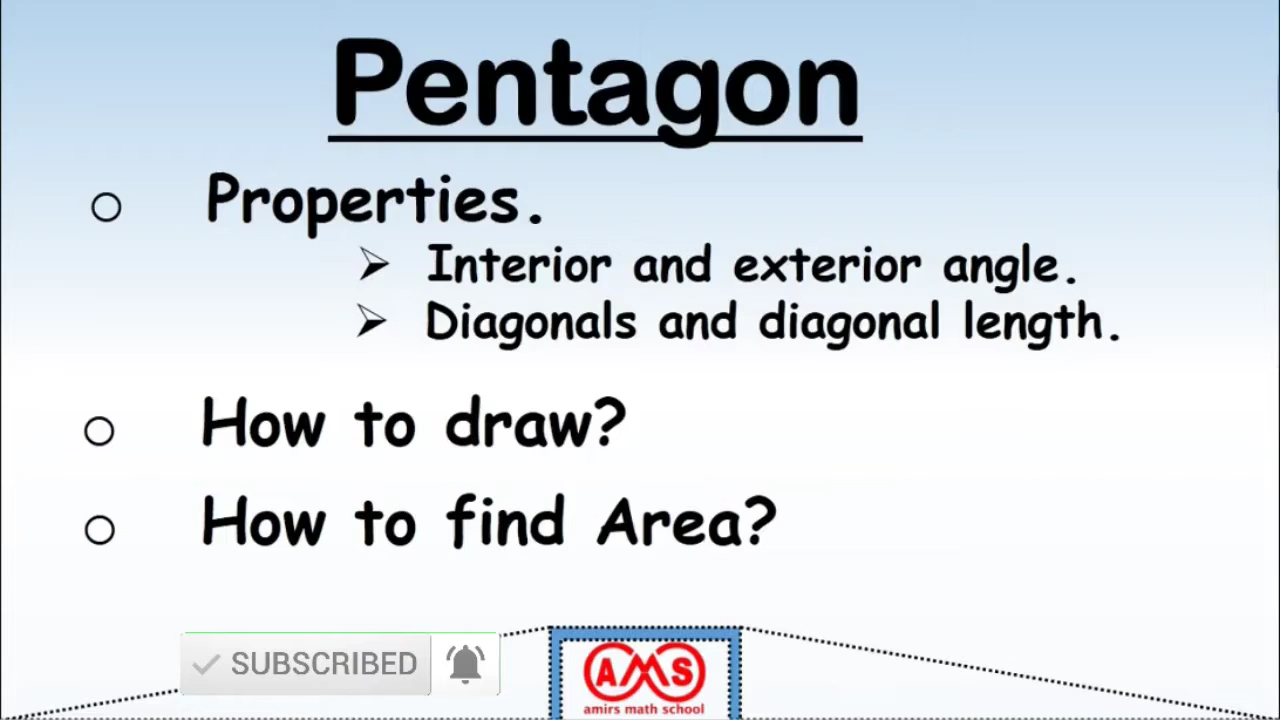 Pentagon
Properties.
Interior and exterior angle.
Diagonals and diagonal length.
How to draw?
How to find Area?
SUBSCRIBED
AMS
amirs math school